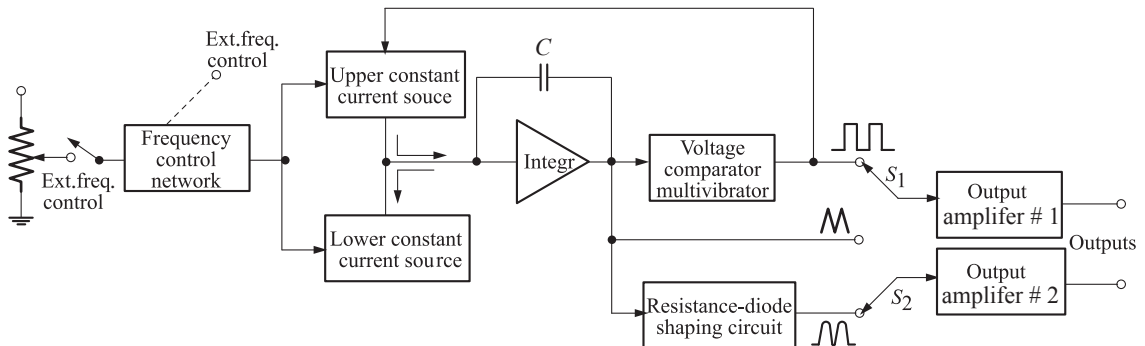 Ext.freq.
control
C
Upper constant
current souce
Frequency
control
network
Ext.freq.
control
Integr
Voltage
comparator
multivibrator
S1
Output
amplifer # 1
Lower constant
current source
Outputs
Resistance-diode
shaping circuit
S2
Output
amplifer # 2